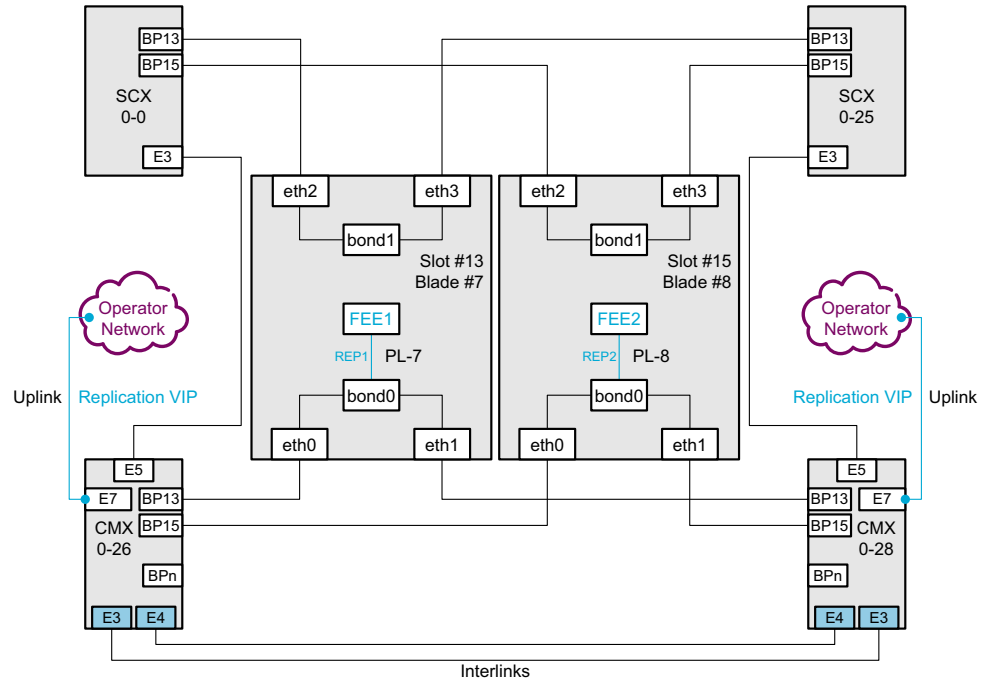 BP13
BP15
SCX
0-0
E3
BP13
BP15
SCX
0-25
E3
eth2
eth3
bond1
Slot #13
Blade #7
FEE1
REP1
PL-7
bond0
eth0
eth1
eth2
eth3
bond1
Slot #15
Blade #8
FEE2
REP2
PL-8
bond0
eth0
eth1
Operator
Network
Uplink
Replication VIP
Operator
Network
Replication VIP
Uplink
E5
E7
BP13
CMX
0-26
BP15
BPn
E3
E4
E5
BP13
E7
BP15
CMX
0-28
BPn
E4
E3
Interlinks